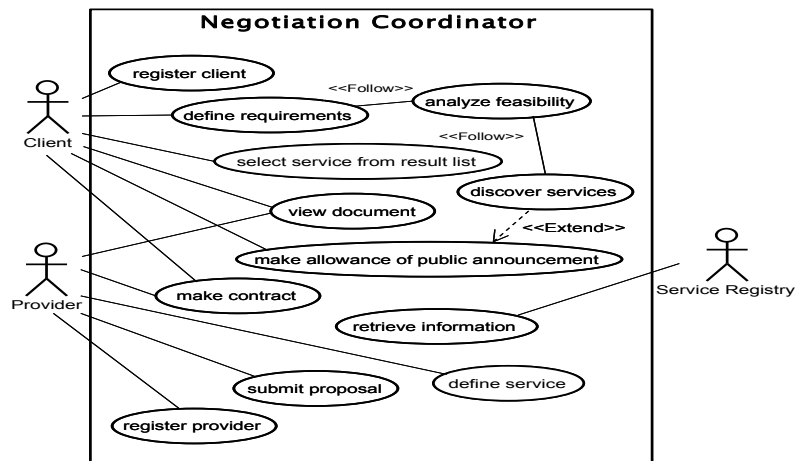 Negotiation Coordinator
register client
<<Follow>>
analyze feasibility
define requirements
<<Follow>>
Client
select service from result list
discover services
view document
<<Extend>>
make allowance of public announcement
Service Registry
make contract
Provider
retrieve information
define service
submit proposal
register provider